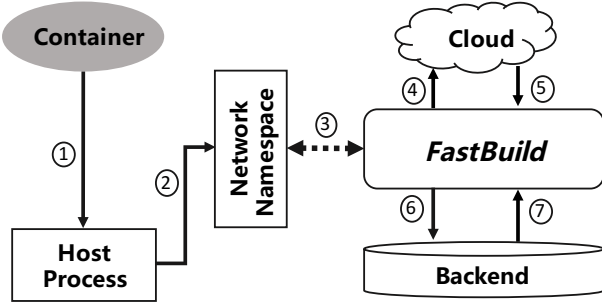 Container
Cloud
①
②
Network
Namespace
③
④
⑤
FastBuild
⑥
⑦
Host
Process
Backend